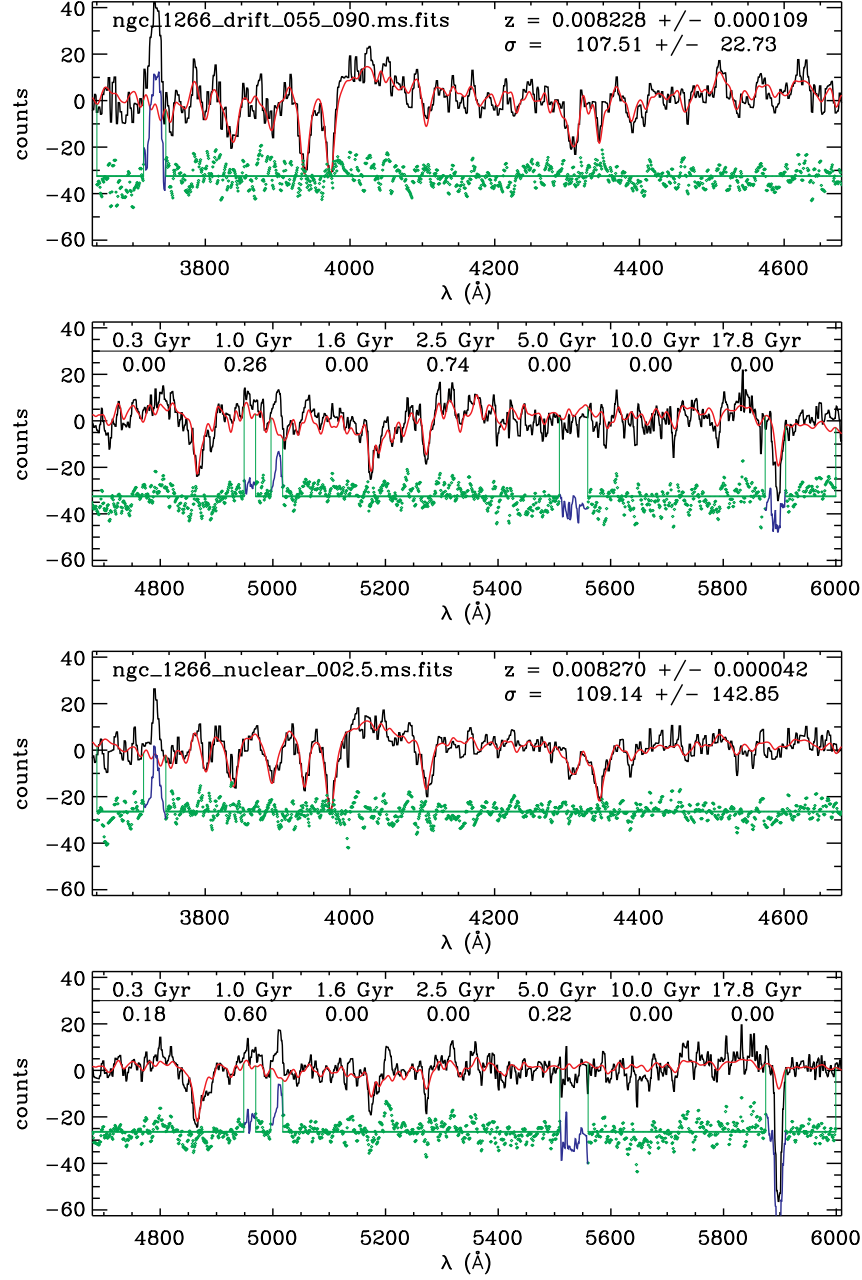 ngc_1266_drift_055_090.ms.fits z = 0.008228 +/- 0.000109
σ = 107.51 +/- 22.73
40
20
0
-20
-40
-60
counts
3800 4000 4200 4400 4600
λ (Å)
0.3 Gyr 1.0 Gyr 1.6 Gyr 2.5 Gyr 5.0 Gyr 10.0 Gyr 17.8 Gyr
0.00 0.26 0.00 0.74 0.00 0.00 0.00
40
20
0
-20
-40
-60
counts
4800 5000 5200 5400 5600 5800 6000
λ (Å)
ngc_1266_nuclear_002.5.ms.fits z = 0.008270 +/- 0.000042
σ = 109.14 +/- 142.85
40
20
0
-20
-40
-60
counts
3800 4000 4200 4400 4600
λ (Å)
0.3 Gyr 1.0 Gyr 1.6 Gyr 2.5 Gyr 5.0 Gyr 10.0 Gyr 17.8 Gyr
0.18 0.60 0.00 0.00 0.22 0.00 0.00
40
20
0
-20
-40
-60
counts
4800 5000 5200 5400 5600 5800 6000
λ (Å)